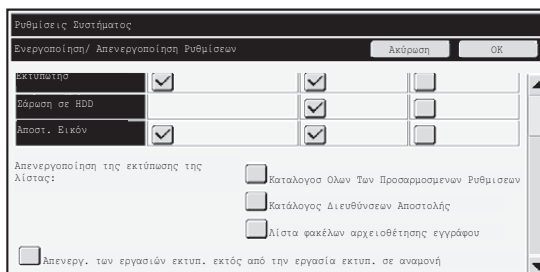 Ρυθμίσεις Συστήματος
Ενεργοποίηση/ Απενεργοποίηση Ρυθμίσεων Ακύρωση OK
Εκτυπωτησ
Σάρωση σε HDD
Αποστ. Εικόν
Απενεργοποίηση της εκτύπωσης της
λίστας:
Καταλογοσ Ολων Των Προσαρμοσμενων Ρυθμισεων
Κατάλογος Διευθύνσεων Αποστολής
Λίστα φακέλων αρχειοθέτησης εγγράφου
Απενεργ. των εργασιών εκτυπ. εκτός από την εργασία εκτυπ. σε αναμονή